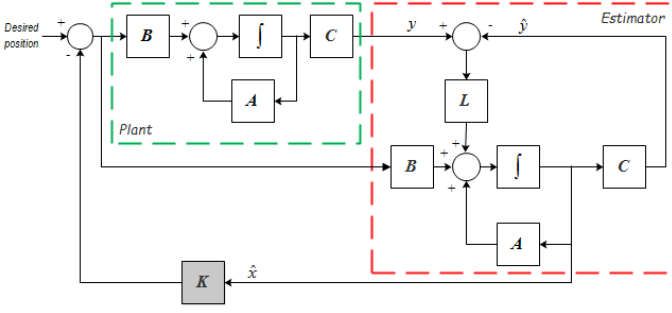 Estimator
Desired
position
+
-
B
+
+
∫
C
A
Plant
y
+
-
ŷ
L
B
+
+
+
∫
C
A
K
x̂